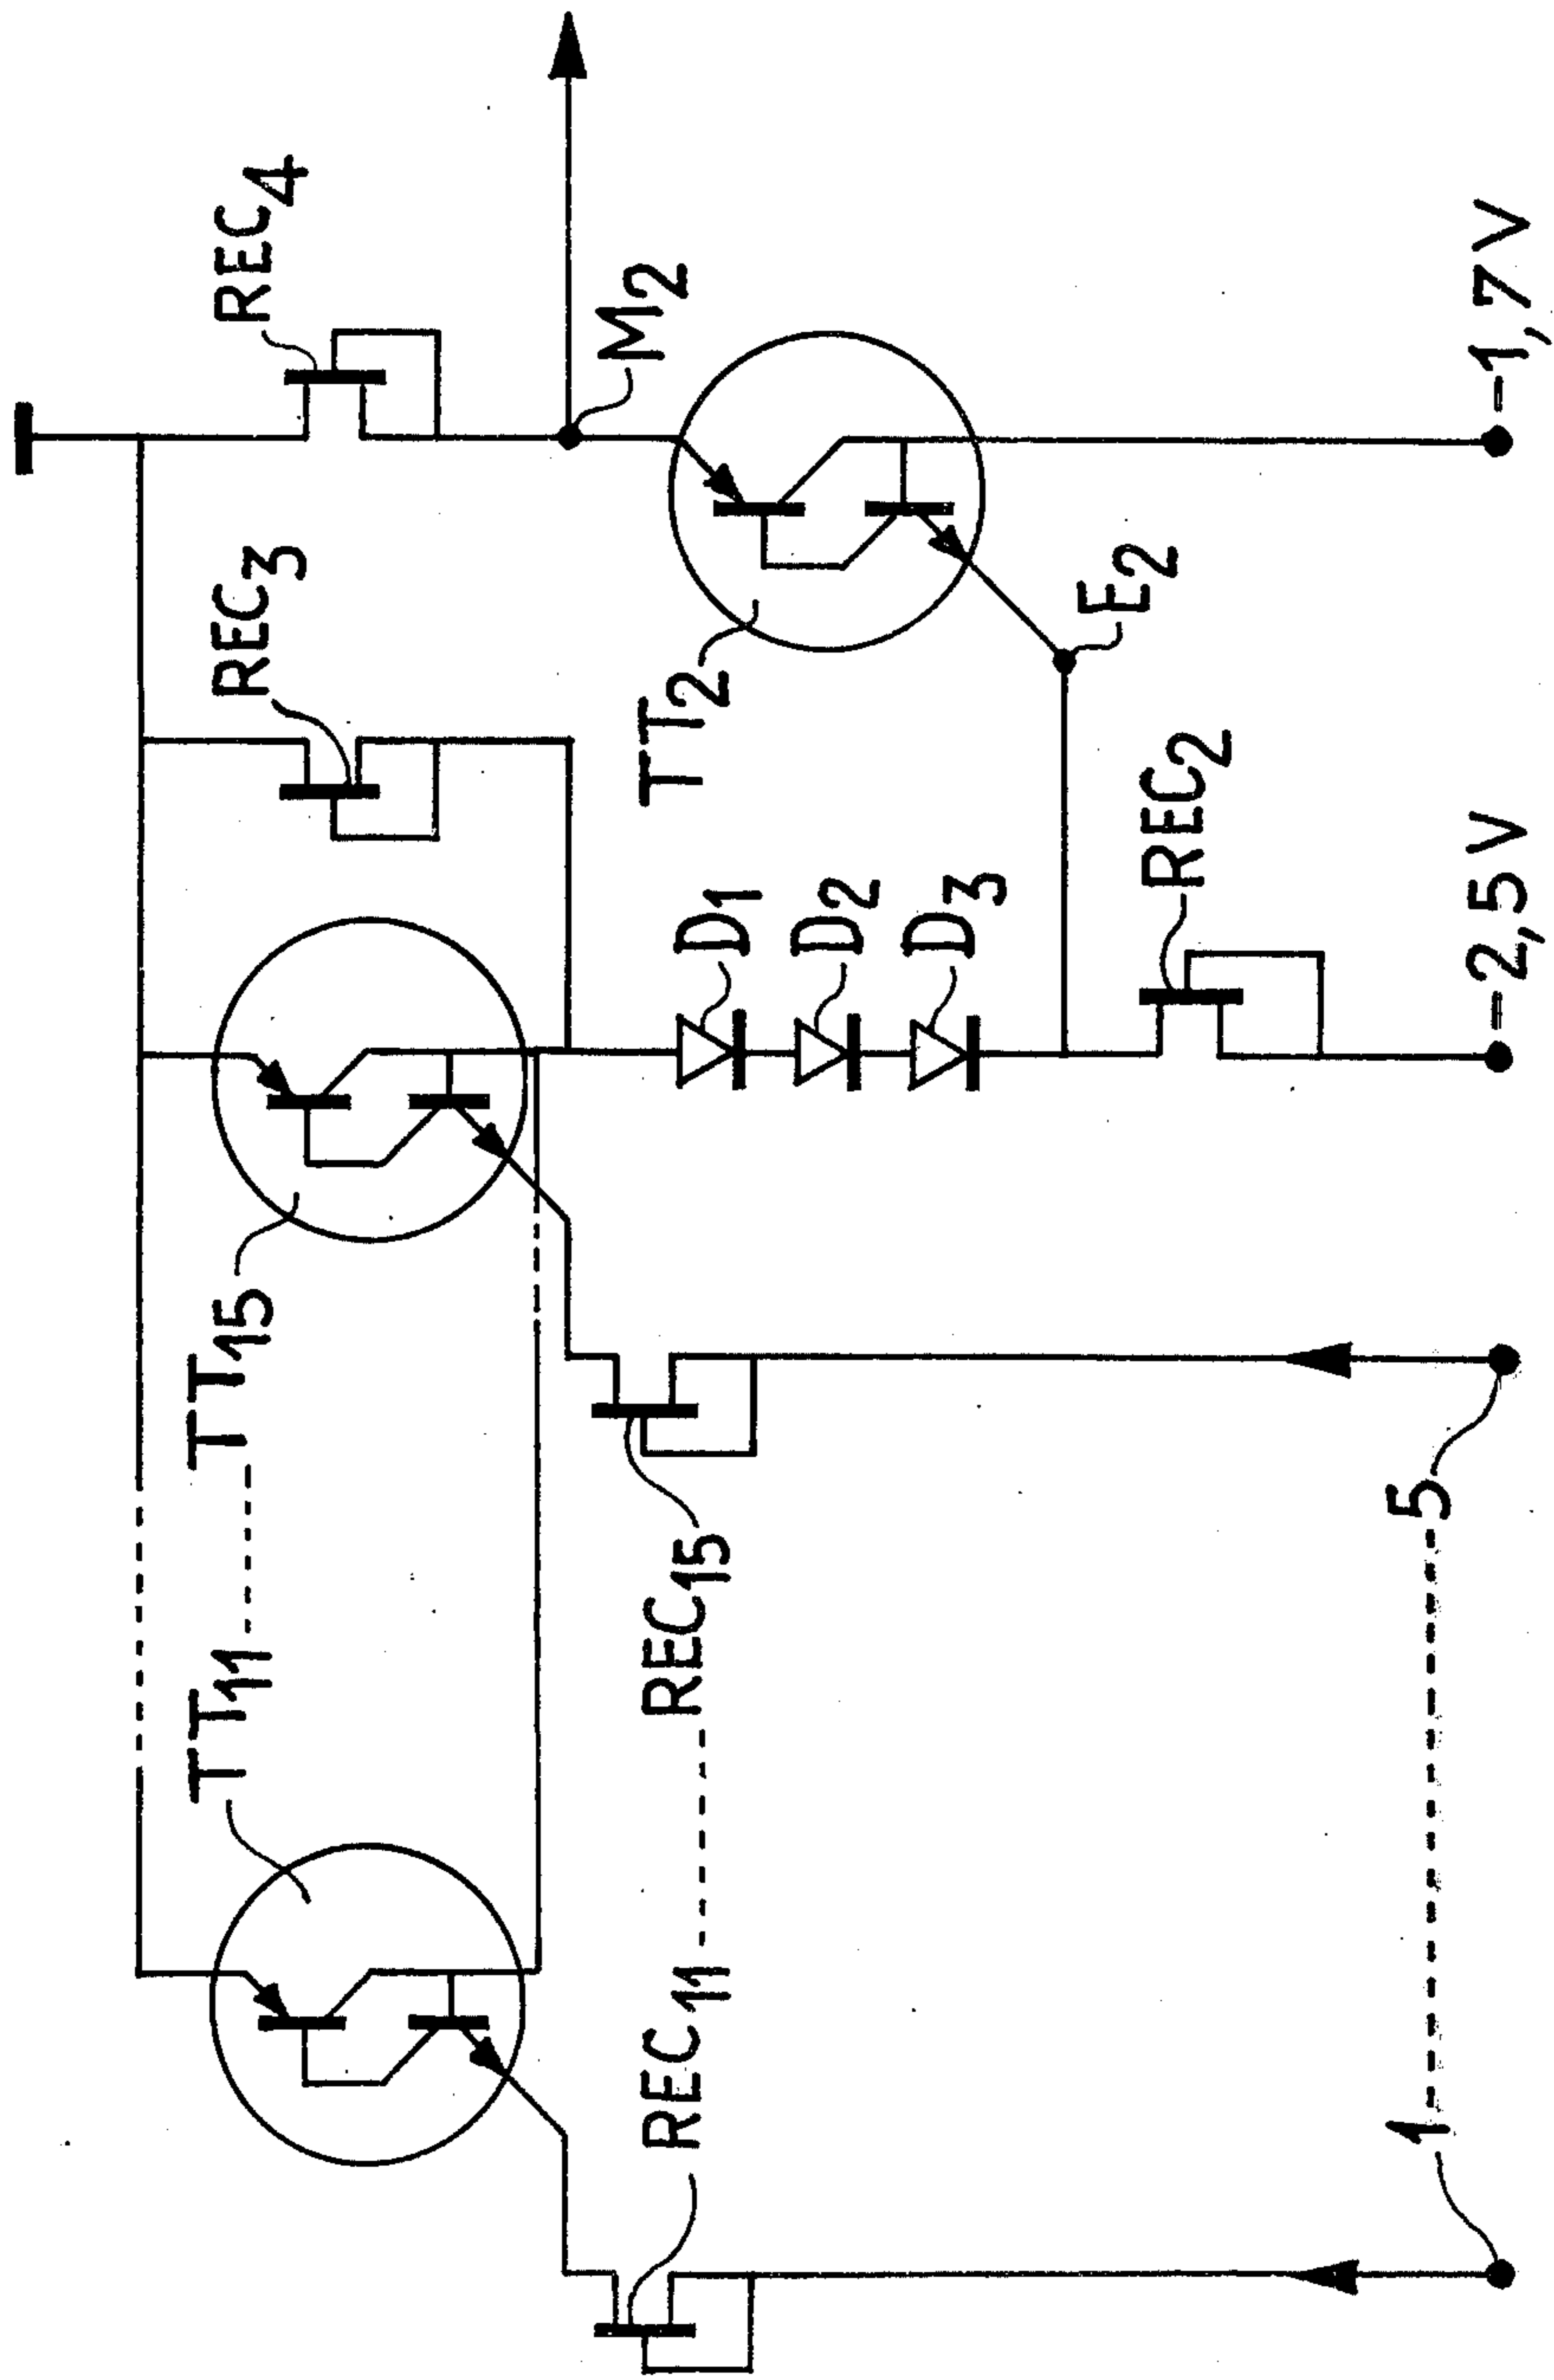 REC4
REC3
M2
TT2
E2
D1
D2
D3
REC2
TT11 ----- TT15
REC11 ----- REC15
1 ----- 5
-2,5V
-1,7V